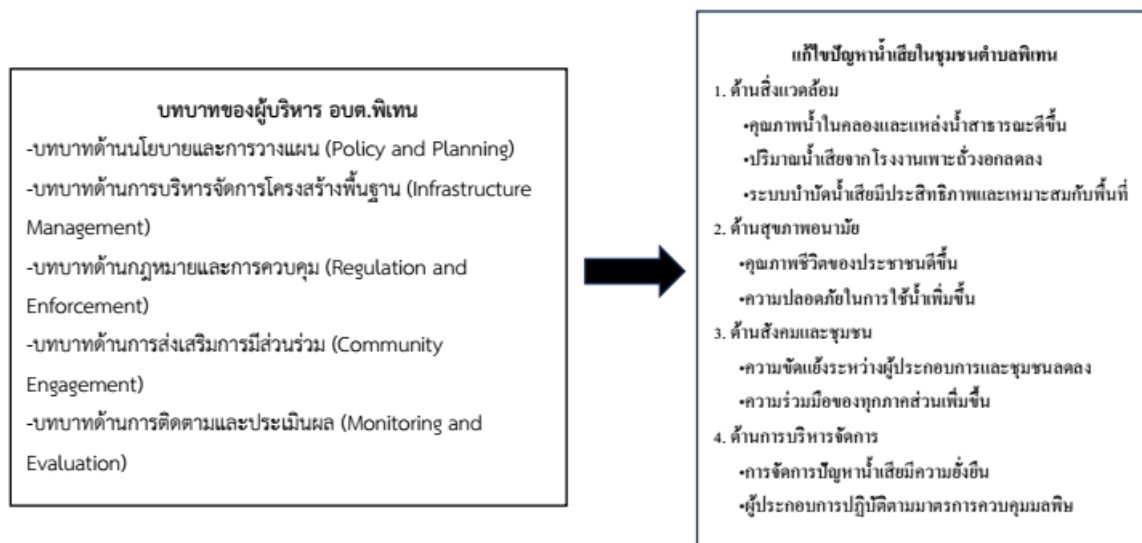 บทบาทของผู้บริหาร อบต.พิเทน
-บทบาทด้านนโยบายและการวางแผน (Policy and Planning)
-บทบาทด้านการบริหารจัดการโครงสร้างพื้นฐาน (Infrastructure
Management)
-บทบาทด้านกฎหมายและการควบคุม (Regulation and
Enforcement)
-บทบาทด้านการส่งเสริมการมีส่วนร่วม (Community
Engagement)
-บทบาทด้านการติดตามและประเมินผล (Monitoring and
Evaluation)
แก้ไขปัญหาน้ำเสียในชุมชนตำบลพิเทน
1. ด้านสิ่งแวดล้อม
•คุณภาพน้ำในคลองและแหล่งน้ำสาธารณะดีขึ้น
•ปริมาณน้ำเสียจากโรงงานเพาะถั่วงอกลดลง
•ระบบบำบัดน้ำเสียมีประสิทธิภาพและเหมาะสมกับพื้นที่
2. ด้านสุขภาพอนามัย
•คุณภาพชีวิตของประชาชนดีขึ้น
•ความปลอดภัยในการใช้น้ำเพิ่มขึ้น
3. ด้านสังคมและชุมชน
•ความขัดแย้งระหว่างผู้ประกอบการและชุมชนลดลง
•ความร่วมมือของทุกภาคส่วนเพิ่มขึ้น
4. ด้านการบริหารจัดการ
•การจัดการปัญหาน้ำเสียมีความยั่งยืน
•ผู้ประกอบการปฏิบัติตามมาตรการควบคุมมลพิษ